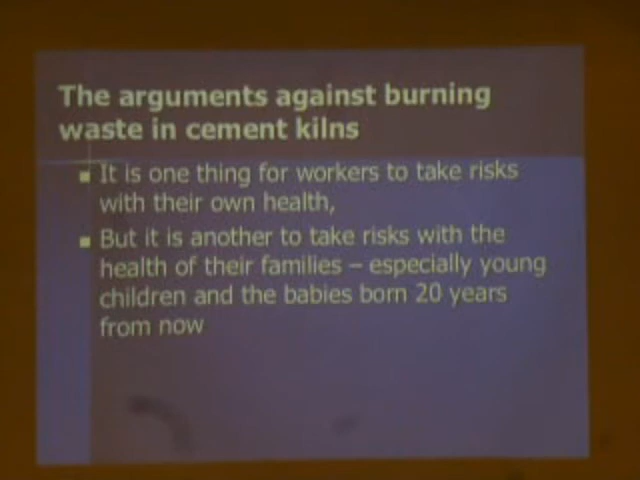 The arguments against burning
waste in cement kilns
It is one thing for workers to take risks
with their own health,
But it is another to take risks with the
health of their families – especially young
children and the babies born 20 years
from now